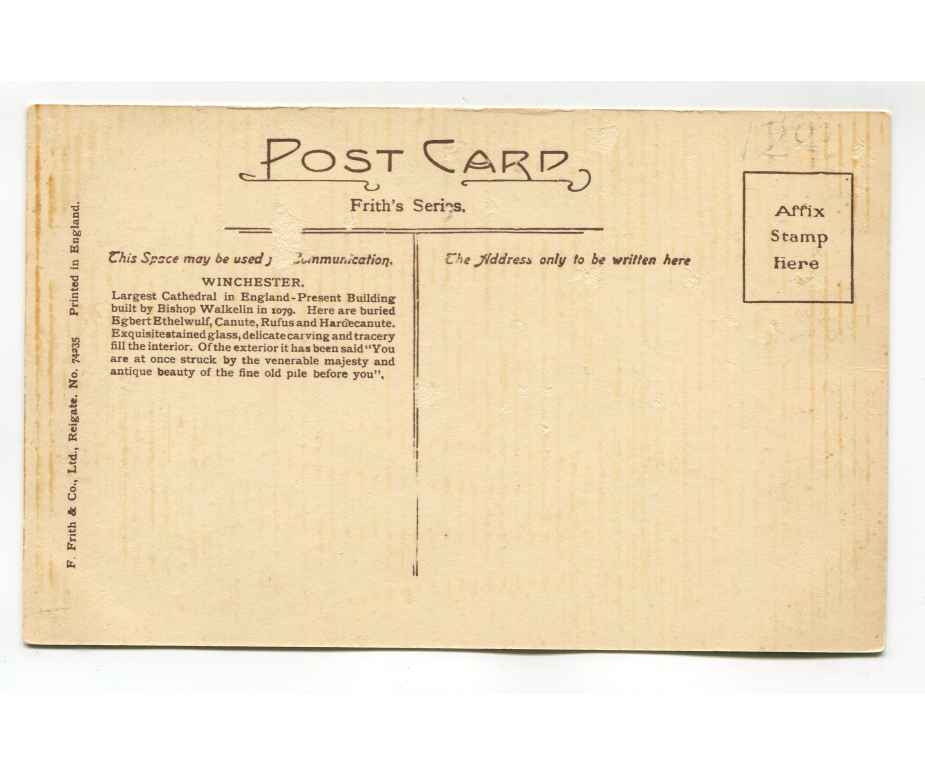 POST CARD
Frith's Series.
This Space may be used Communication.
The Address only to be written here
Affix
Stamp
Here
WINCHESTER.
Largest Cathedral in England-Present Building
built by Bishop Walkelin in 1079. Here are buried
Egbert Ethelwulf, Canute, Rufus and Hardecanute.
Exquisite stained glass, delicate carving and tracery
fill the interior. Of the exterior it has been said "You
are at once struck by the venerable majesty and
antique beauty of the fine old pile before you".
F. Frith & Co., Ltd., Reigate. No. 74235 Printed in England.